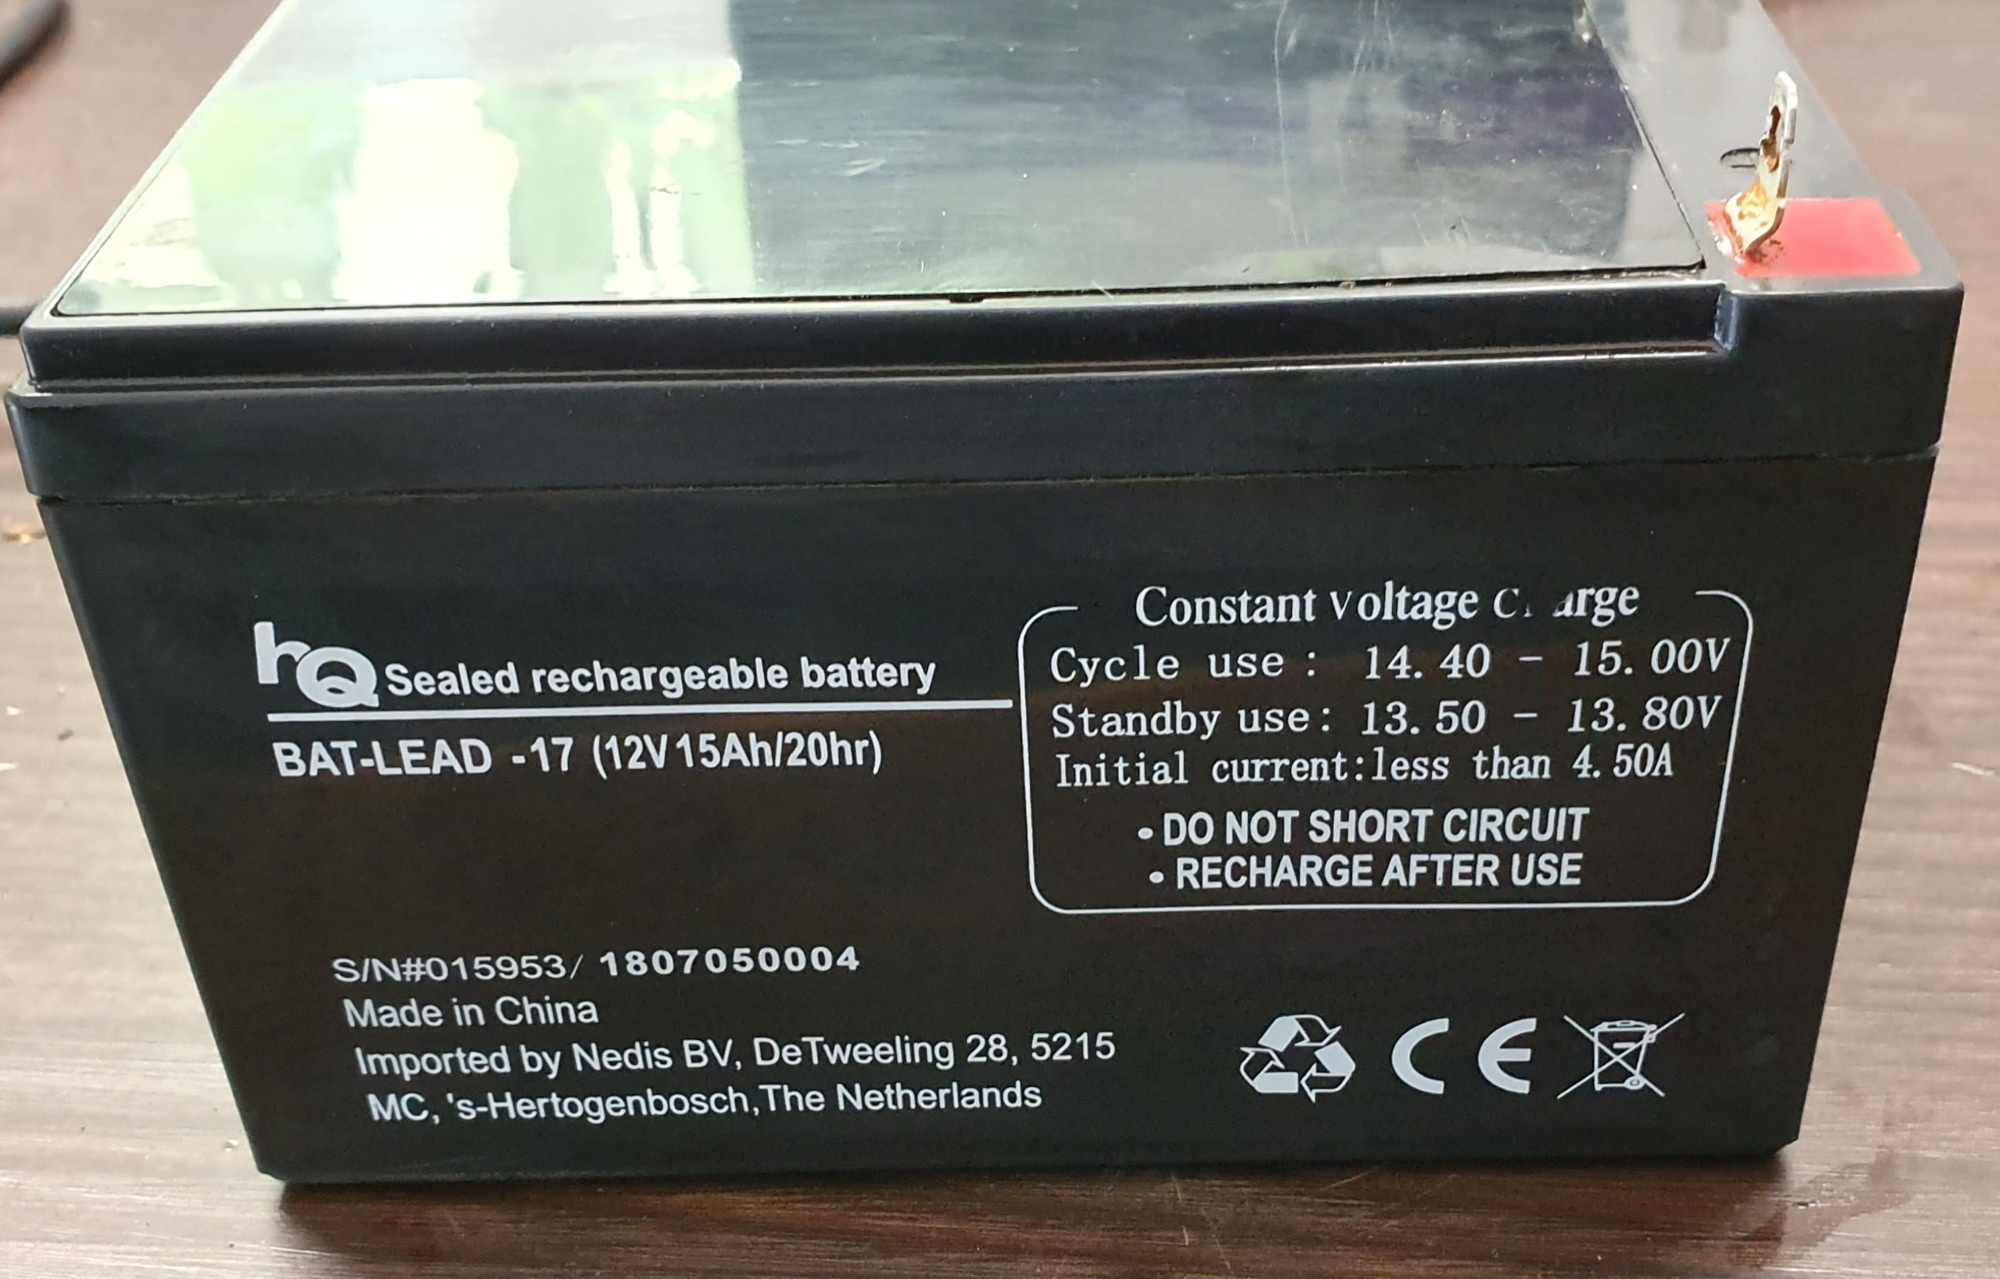 hQ Sealed rechargeable battery
BAT-LEAD -17 (12V 15Ah/20hr)
Constant Voltage
Cycle use: 14.40 - 15.00V
Standby use: 13.50 - 13.80V
Initial current:less than 4.50A
• DO NOT SHORT CIRCUIT
• RECHARGE AFTER USE
S/N#015953/ 1807050004
Made in China
Imported by Nedis BV, DeTweeling 28, 5215
MC, 's-Hertogenbosch,The Netherlands
CE